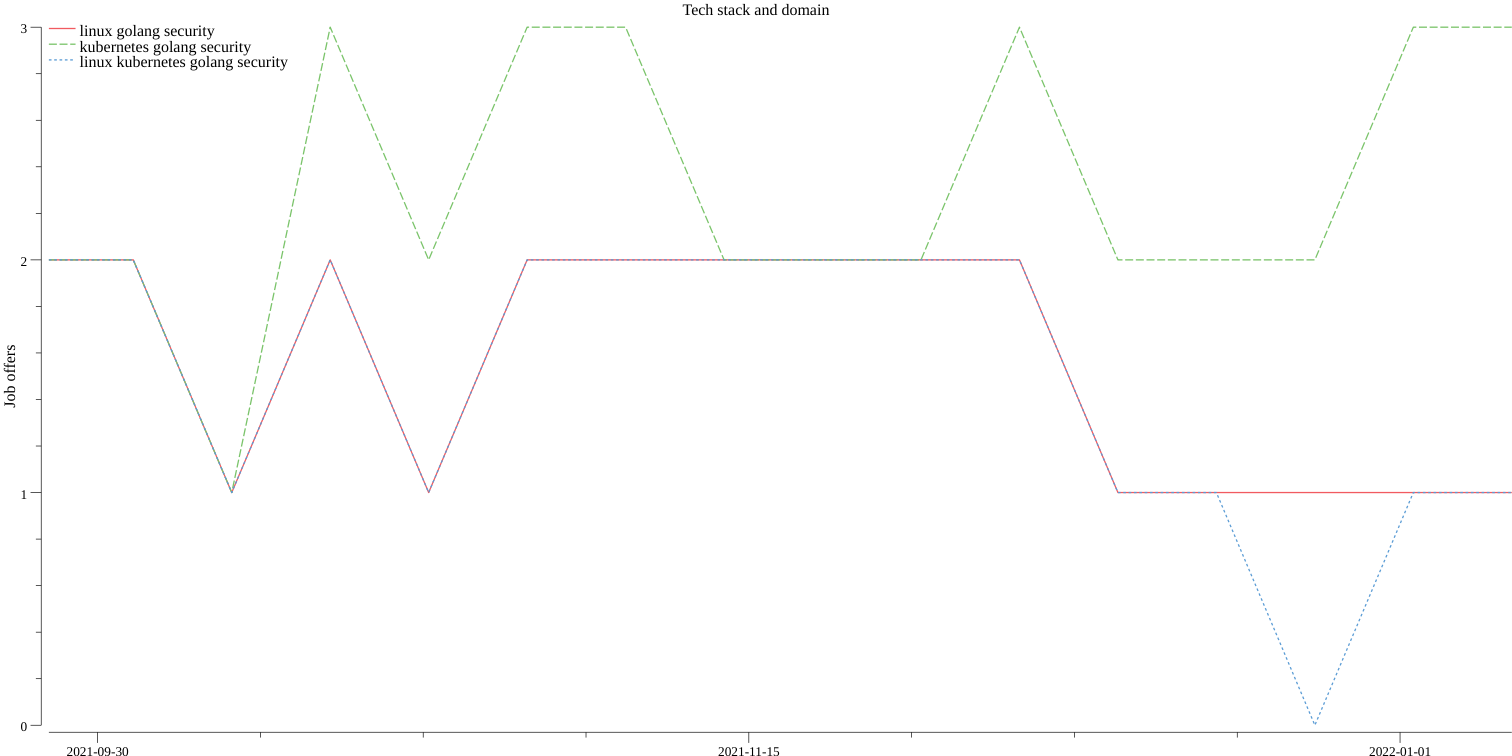 Tech stack and domain
linux golang security
kubernetes golang security
linux kubernetes golang security
Job offers
3
2
1
0
2021-09-30
2021-11-15
2022-01-01